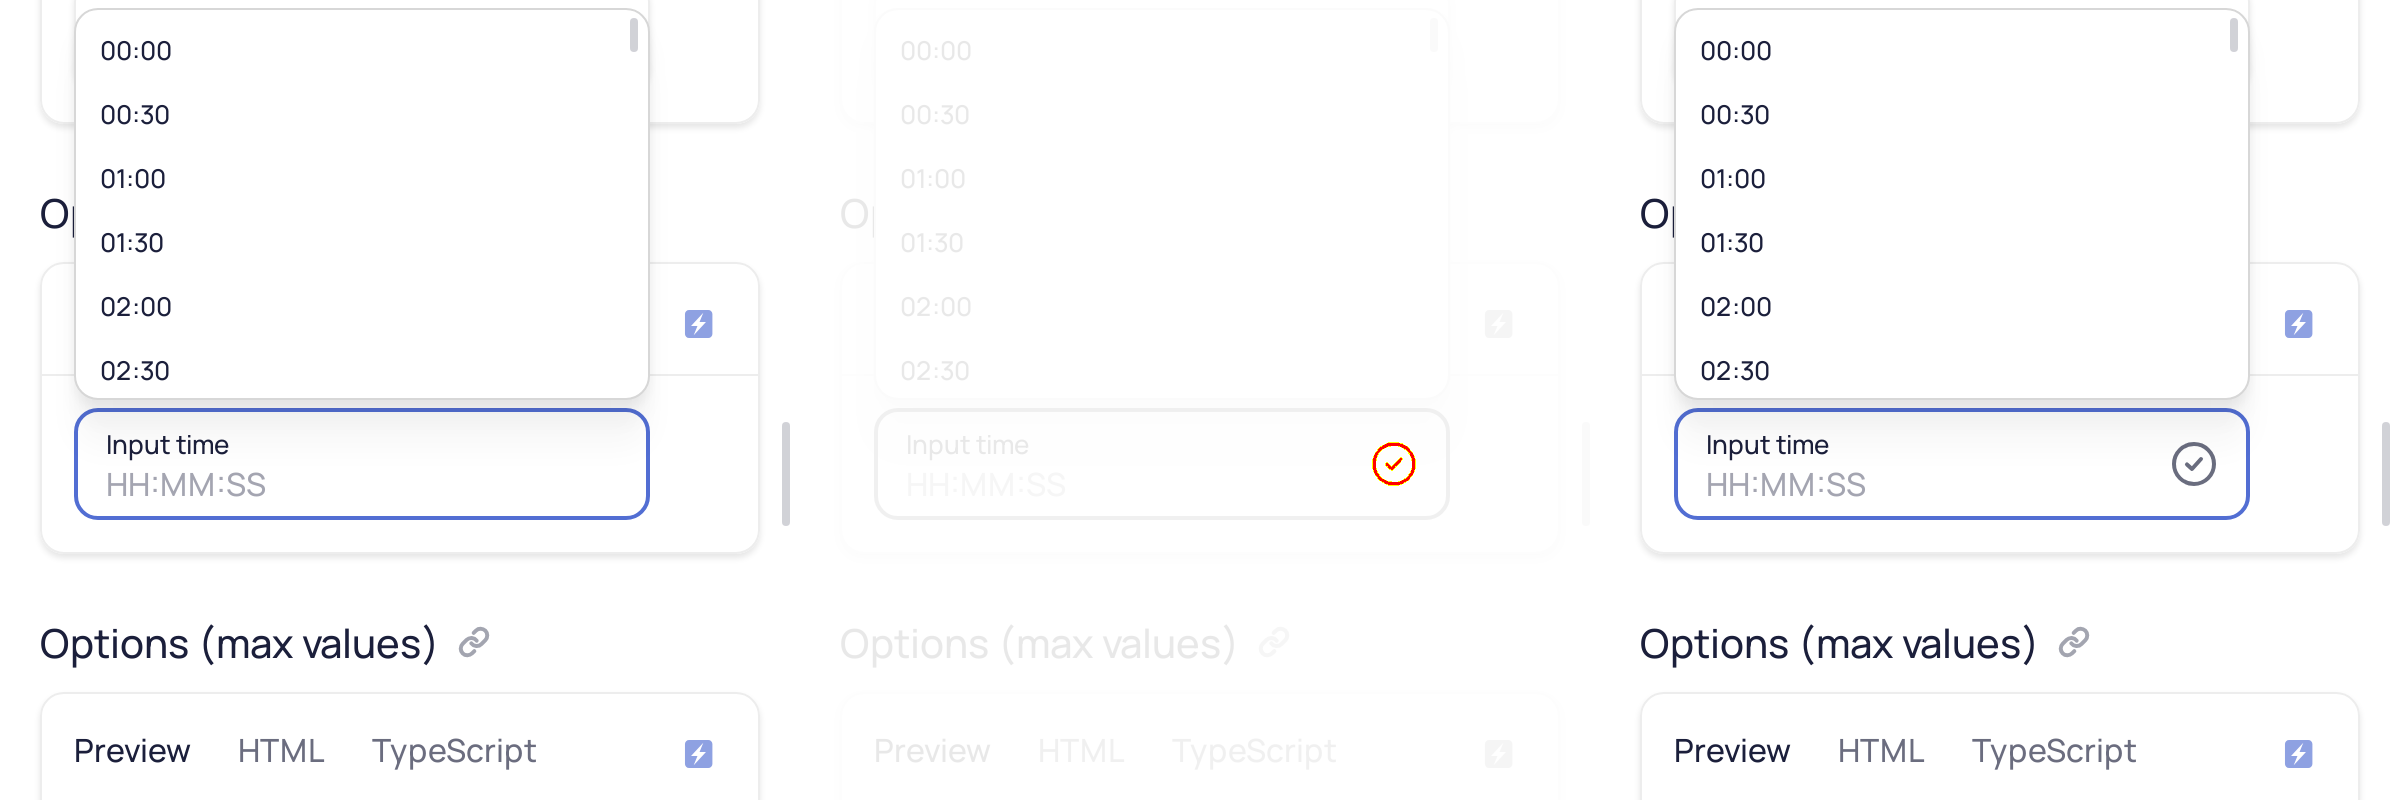 00:00
00:30
01:00
01:30
Op
02:00
02:30
Input time
HH:MM:SS
Options (max values)
Preview HTML TypeScript
00:00
00:30
01:00
01:30
Op
02:00
02:30
Input time
HH:MM:SS
Options (max values)
Preview HTML TypeScript
00:00
00:30
01:00
01:30
Op
02:00
02:30
Input time
HH:MM:SS
Options (max values)
Preview HTML TypeScript